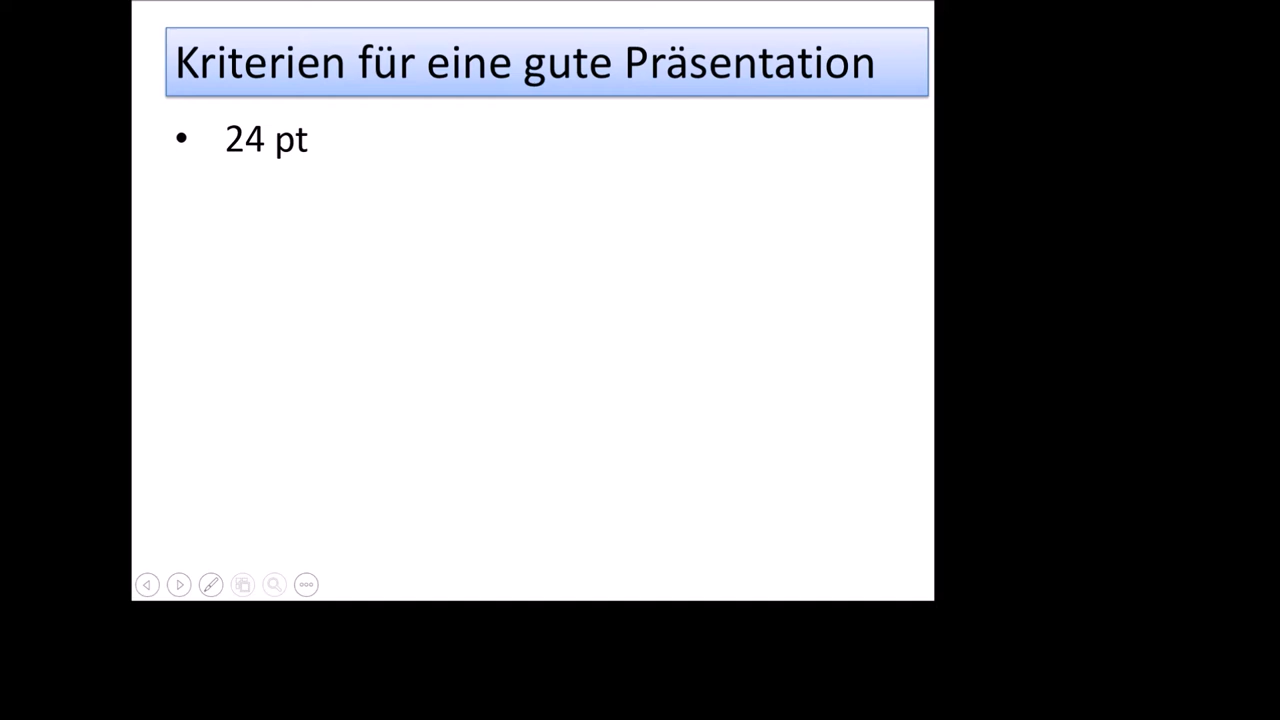 Kriterien für eine gute Präsentation
• 24 pt